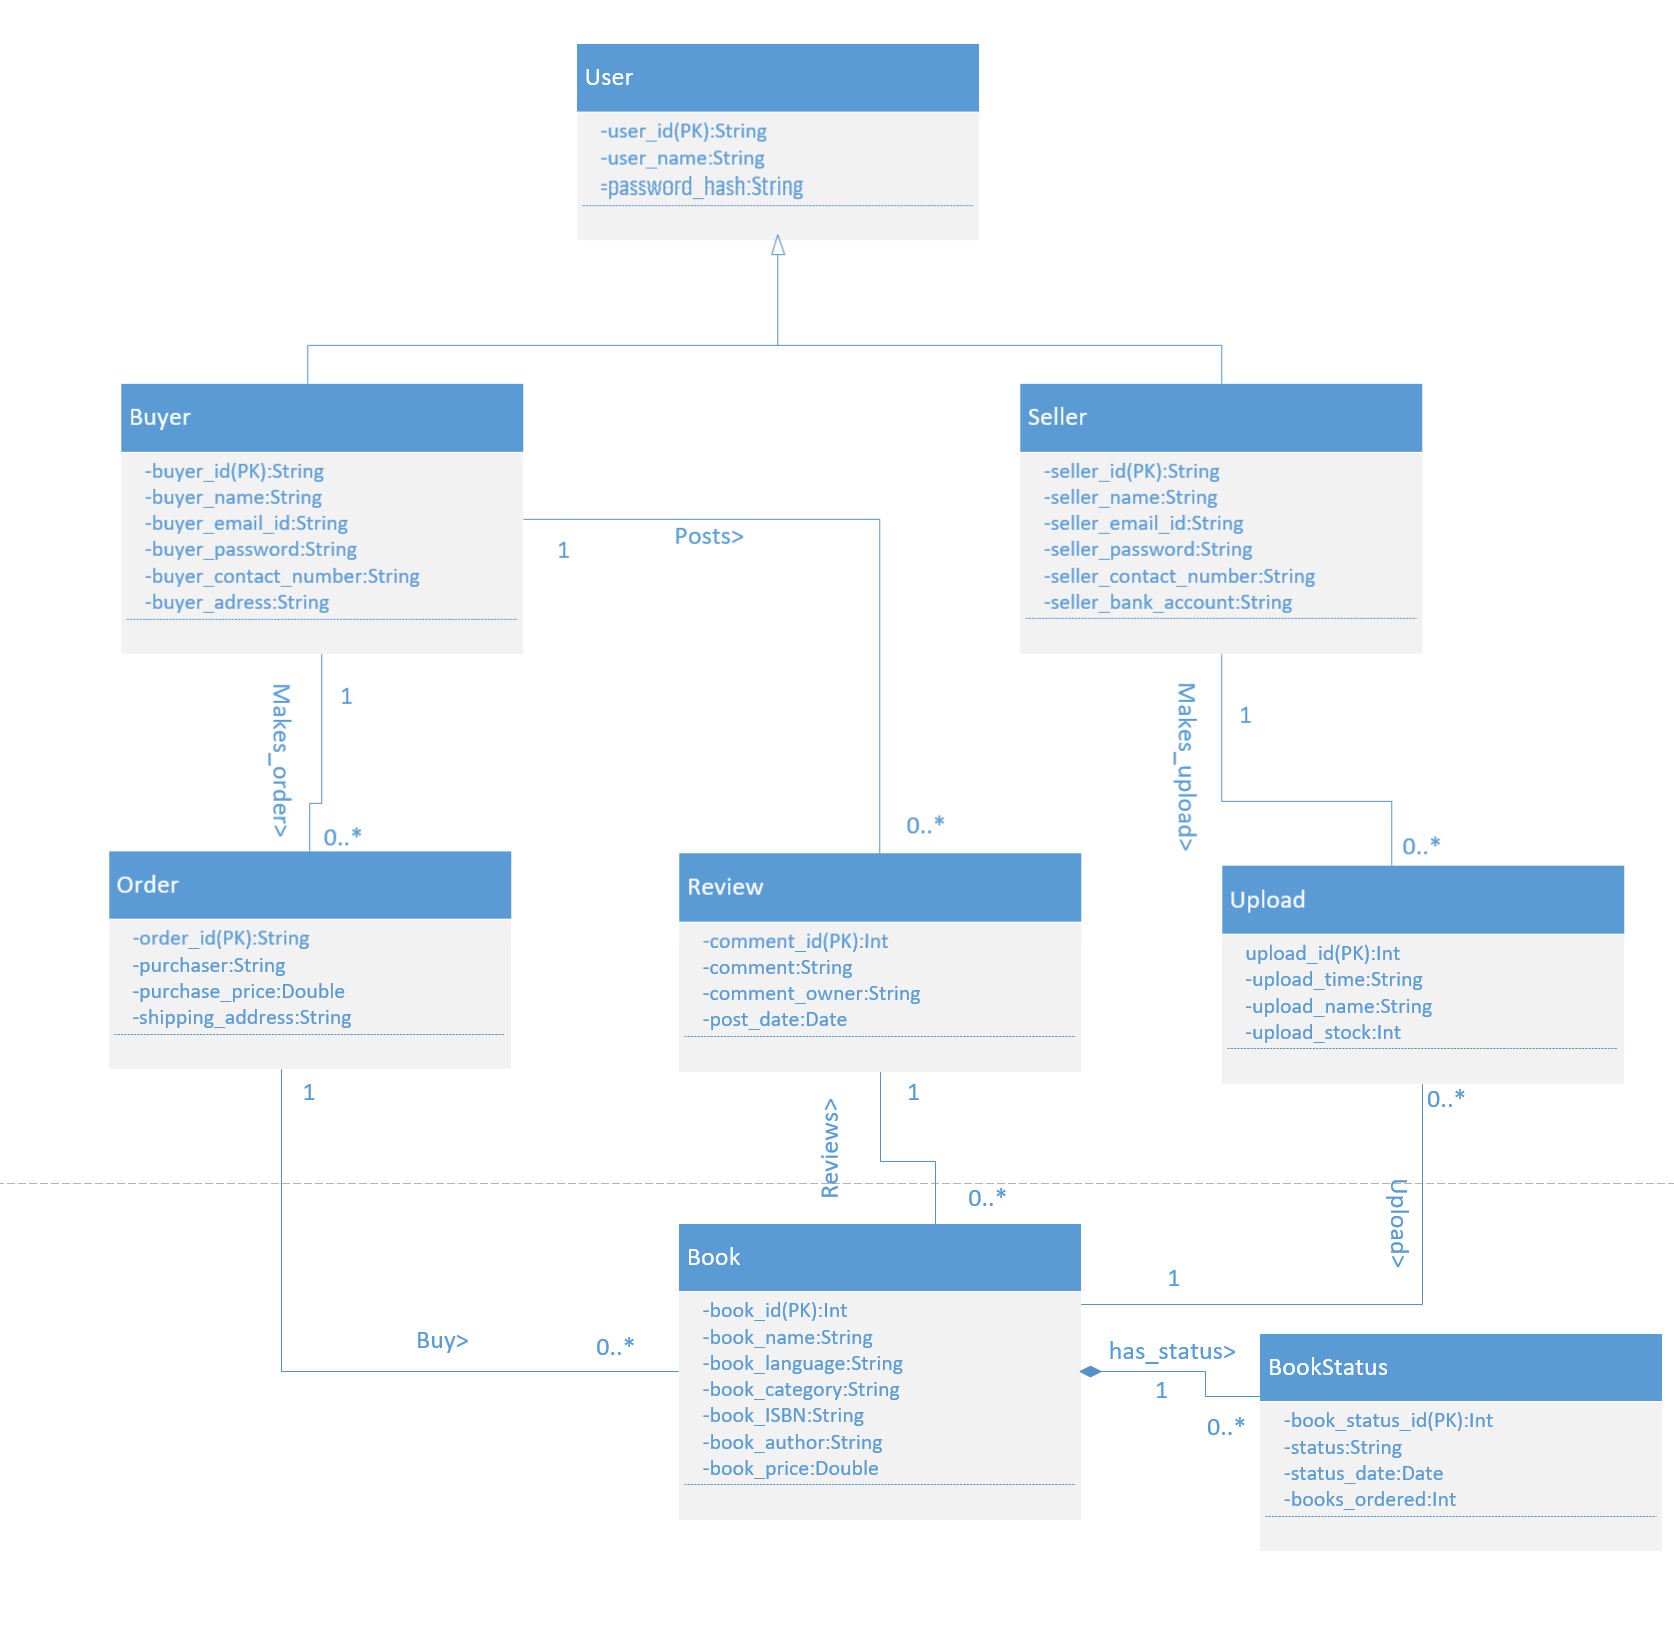 User
-user_id(PK):String
-user_name:String
=password_hash:String
Buyer
-buyer_id(PK):String
-buyer_name:String
-buyer_email_id:String
-buyer_password:String
-buyer_contact_number:String
-buyer_adress:String
Seller
-seller_id(PK):String
-seller_name:String
-seller_email_id:String
-seller_password:String
-seller_contact_number:String
-seller_bank_account:String
Posts>
1
Makes_order>
1
0..*
0..*
Makes_upload>
1
0..*
Order
-order_id(PK):String
-purchaser:String
-purchase_price:Double
-shipping_address:String
Review
-comment_id(PK):Int
-comment:String
-comment_owner:String
-post_date:Date
Upload
upload_id(PK):Int
-upload_time:String
-upload_name:String
-upload_stock:Int
1
Reviews>
1
0..*
0..*
Upload>
1
Buy>
0..*
Book
-book_id(PK):Int
-book_name:String
-book_language:String
-book_category:String
-book_ISBN:String
-book_author:String
-book_price:Double
has_status>
1
0..*
BookStatus
-book_status_id(PK):Int
-status:String
-status_date:Date
-books_ordered:Int